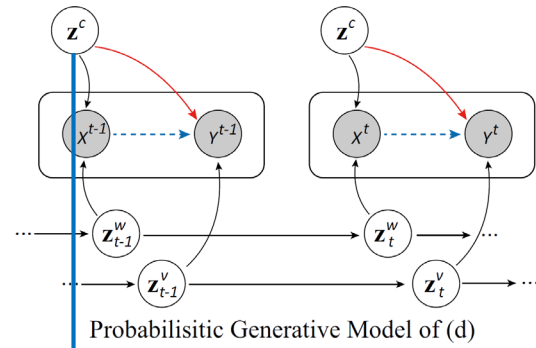 z^c z^c
X^{t-1} Y^{t-1} X^t Y^t
... z^w_{t-1} z^w_t ...
... z^v_{t-1} z^v_t ...
Probabilisitic Generative Model of (d)